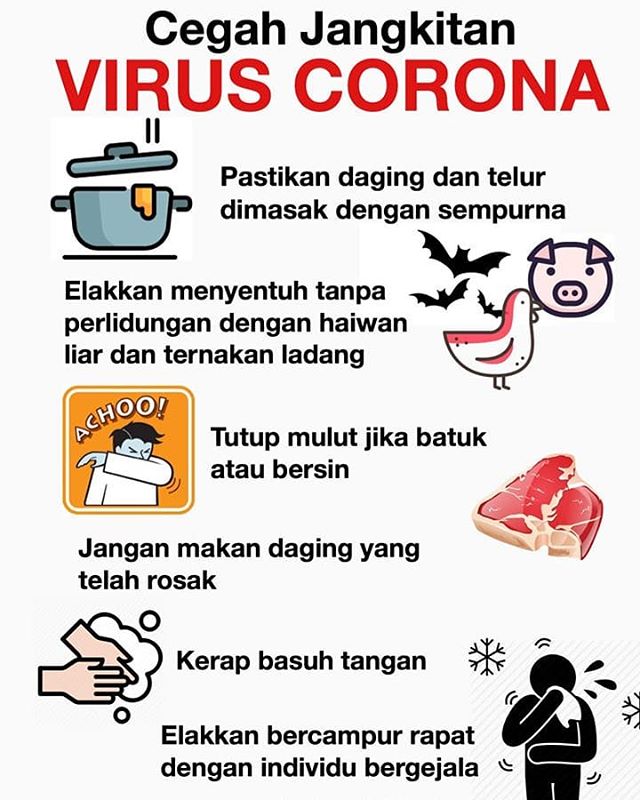 Cegah Jangkitan
VIRUS CORONA
Pastikan daging dan telur
dimasak dengan sempurna
Elakkan menyentuh tanpa
perlidungan dengan haiwan
liar dan ternakan ladang
ACHOO!
Tutup mulut jika batuk
atau bersin
Jangan makan daging yang
telah rosak
Kerap basuh tangan
Elakkan bercampur rapat
dengan individu bergejala